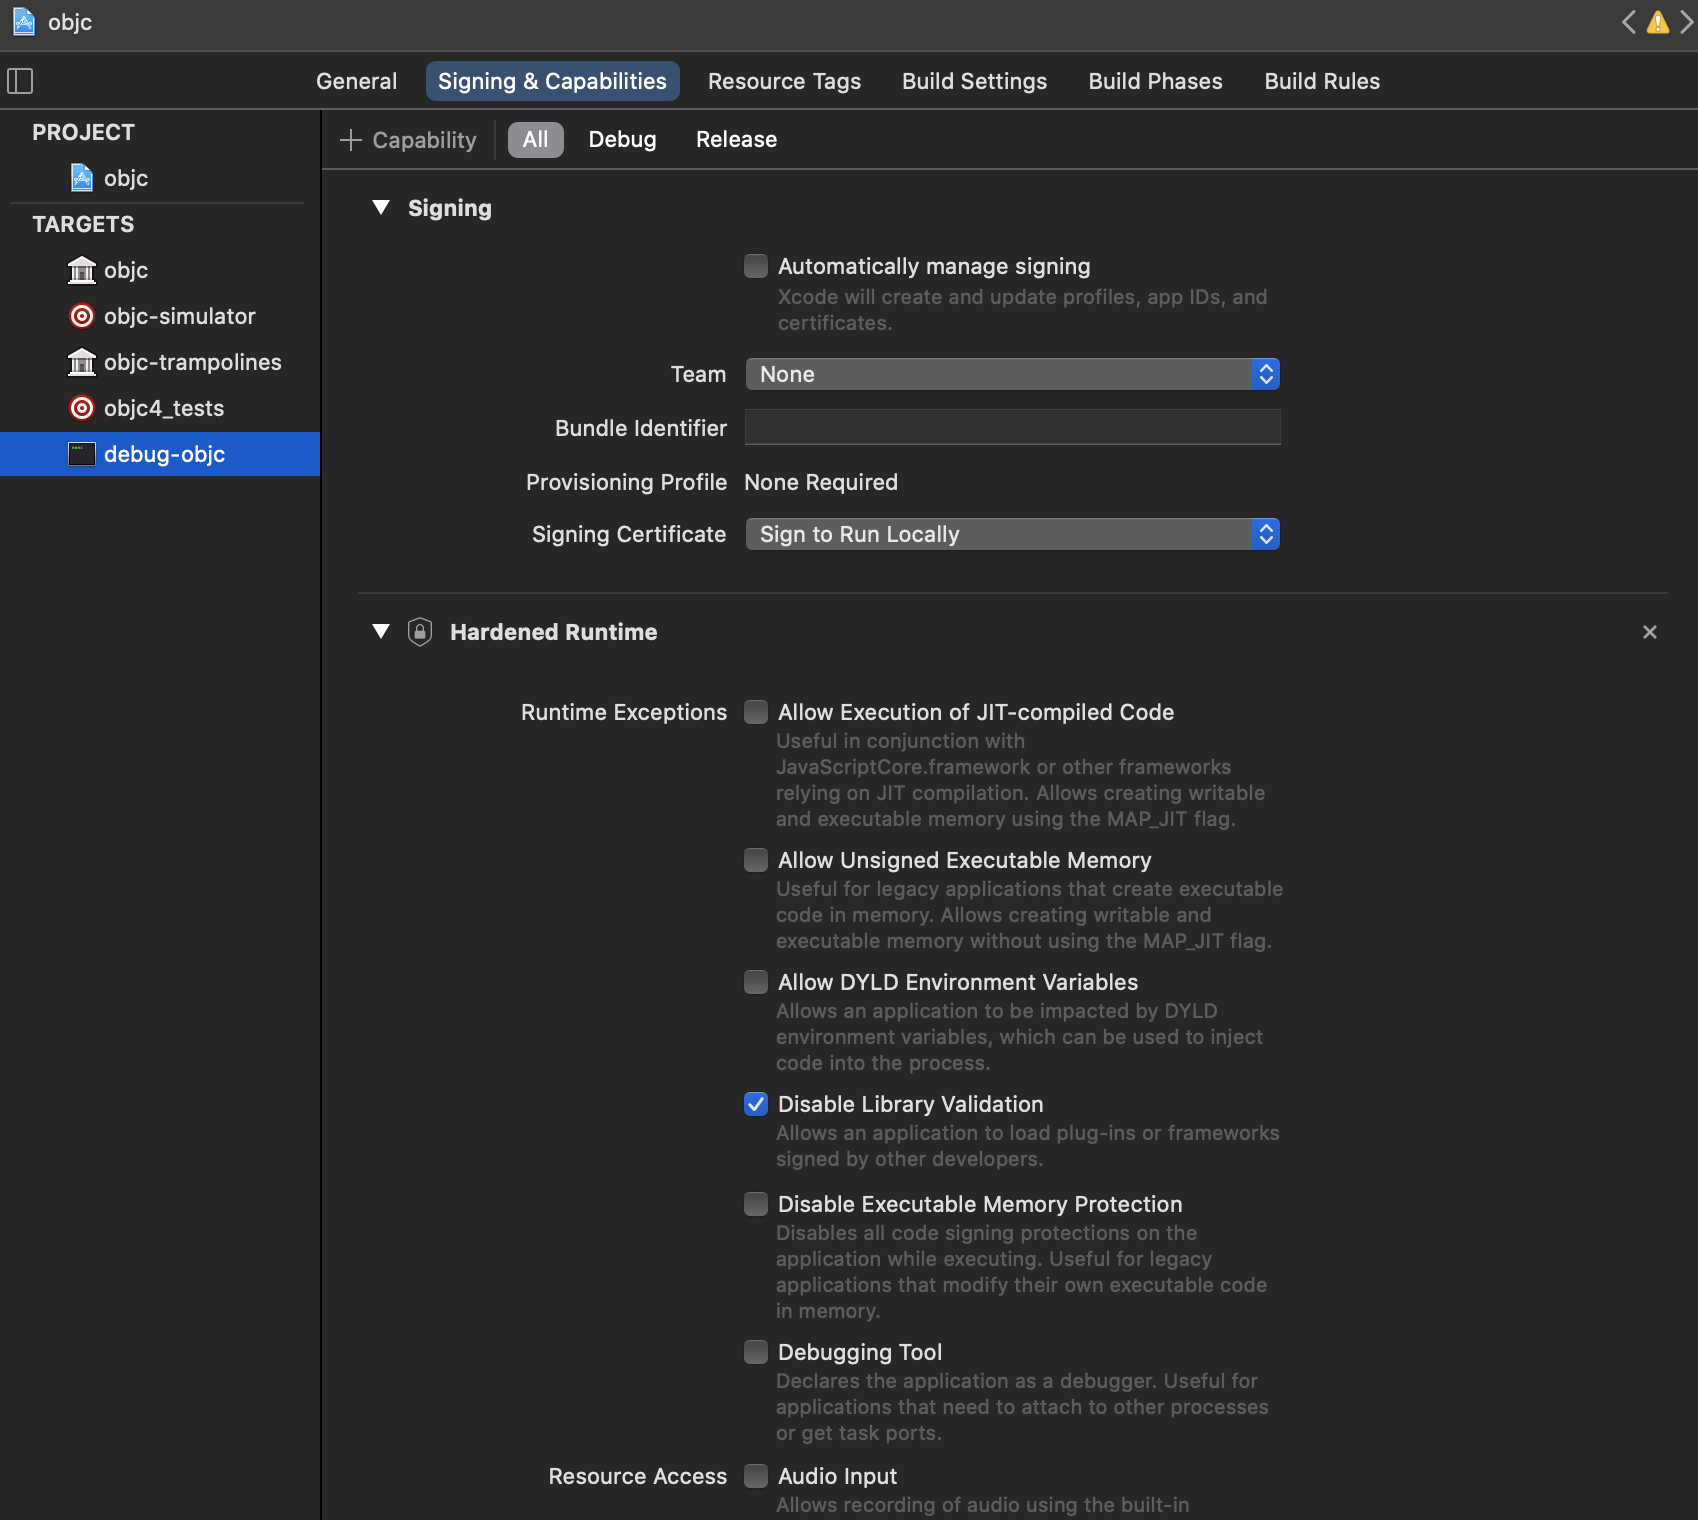 objc
General Signing & Capabilities Resource Tags Build Settings Build Phases Build Rules
PROJECT
objc
TARGETS
objc
objc-simulator
objc-trampolines
objc4_tests
debug-objc
Capability All Debug Release
Signing
Automatically manage signing
Xcode will create and update profiles, app IDs, and
certificates.
Team None
Bundle Identifier
Provisioning Profile None Required
Signing Certificate Sign to Run Locally
Hardened Runtime
Runtime Exceptions Allow Execution of JIT-compiled Code
Useful in conjunction with
JavaScriptCore.framework or other frameworks
relying on JIT compilation. Allows creating writable
and executable memory using the MAP_JIT flag.
Allow Unsigned Executable Memory
Useful for legacy applications that create executable
code in memory. Allows creating writable and
executable memory without using the MAP_JIT flag.
Allow DYLD Environment Variables
Allows an application to be impacted by DYLD
environment variables, which can be used to inject
code into the process.
Disable Library Validation
Allows an application to load plug-ins or frameworks
signed by other developers.
Disable Executable Memory Protection
Disables all code signing protections on the
application while executing. Useful for legacy
applications that modify their own executable code
in memory.
Debugging Tool
Declares the application as a debugger. Useful for
applications that need to attach to other processes
or get task ports.
Resource Access Audio Input
Allows recording of audio using the built-in